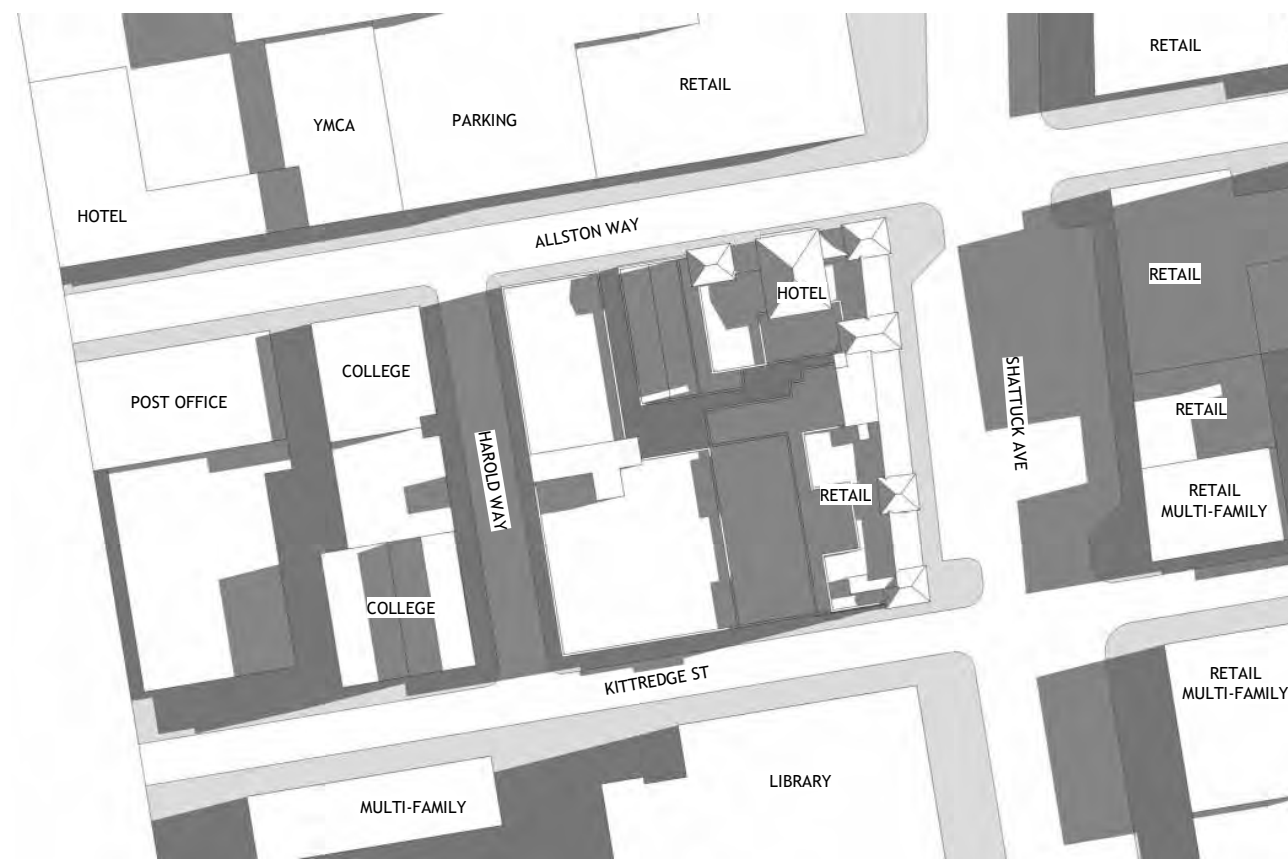 RETAIL
RETAIL
YMCA
PARKING
HOTEL
ALLSTON WAY
RETAIL
HOTEL
COLLEGE
POST OFFICE
SHATTUCK AVE
RETAIL
HAROLD WAY
RETAIL
RETAIL
MULTI-FAMILY
COLLEGE
KITTREDGE ST
RETAIL
MULTI-FAMILY
LIBRARY
MULTI-FAMILY